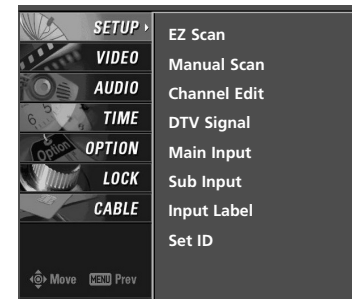 SETUP
VIDEO
AUDIO
TIME
OPTION
LOCK
CABLE
Move MENU Prev
EZ Scan
Manual Scan
Channel Edit
DTV Signal
Main Input
Sub Input
Input Label
Set ID